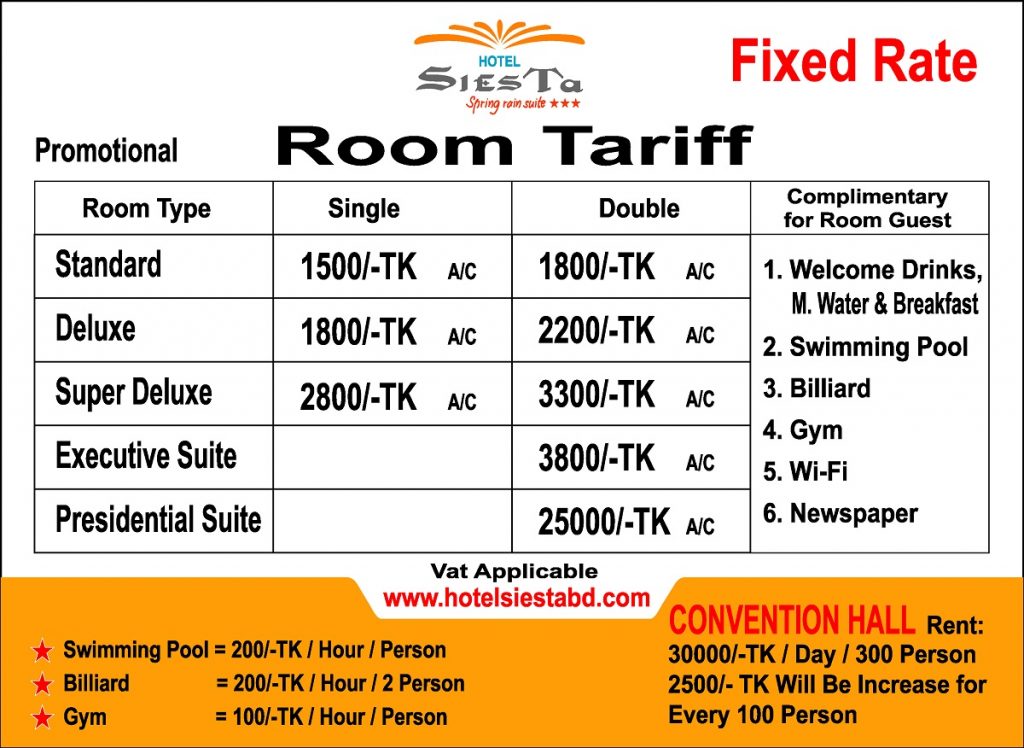 HOTEL
SIESTa
Spring rain suite ★★★
Fixed Rate
Promotional
Room Tariff
Room Type Single Double Complimentary
for Room Guest
Standard 1500/-TK A/C 1800/-TK A/C
Deluxe 1800/-TK A/C 2200/-TK A/C
Super Deluxe 2800/-TK A/C 3300/-TK A/C
Executive Suite 3800/-TK A/C
Presidential Suite 25000/-TK A/C
1. Welcome Drinks,
M. Water & Breakfast
2. Swimming Pool
3. Billiard
4. Gym
5. Wi-Fi
6. Newspaper
Vat Applicable
www.hotelsiestabd.com
★ Swimming Pool = 200/-TK / Hour / Person
★ Billiard = 200/-TK / Hour / 2 Person
★ Gym = 100/-TK / Hour / Person
CONVENTION HALL Rent:
30000/-TK / Day / 300 Person
2500/- TK Will Be Increase for
Every 100 Person